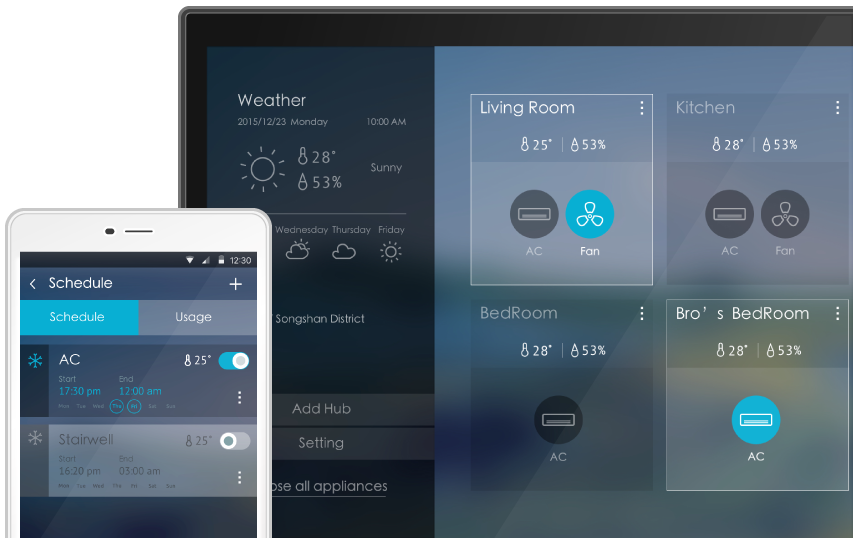 Weather
2015/12/23 Monday 10:00 AM
28°
53%
Sunny
Wednesday Thursday Friday
Songshan District
Add Hub
Setting
ose all appliances
Living Room
25° | 53%
AC Fan
Kitchen
28° | 53%
AC Fan
BedRoom
28° | 53%
AC
Bro's BedRoom
28° | 53%
AC
12:30
Schedule
Schedule Usage
AC 25°
Start End
17:30 pm 12:00 am
Mon Tue Wed Thu Fri Sat Sun
Stairwell 25°
Start End
16:20 pm 03:00 am
Mon Tue Wed Thu Fri Sat Sun